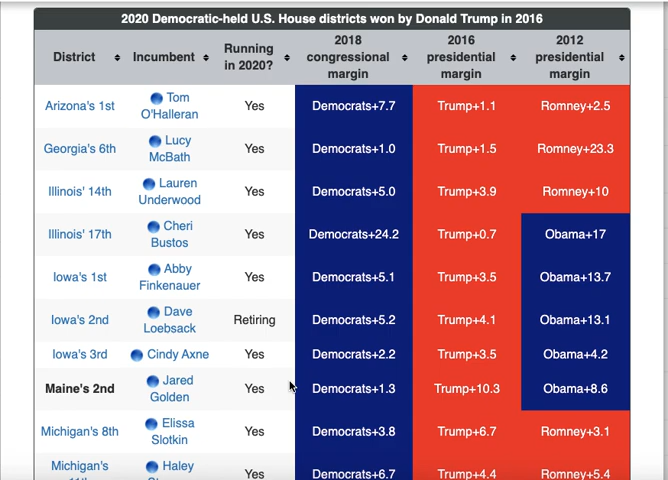 2020 Democratic-held U.S. House districts won by Donald Trump in 2016
District Incumbent Running in 2020? 2018 congressional margin 2016 presidential margin 2012 presidential margin
Arizona's 1st Tom O'Halleran Yes Democrats+7.7 Trump+1.1 Romney+2.5
Georgia's 6th Lucy McBath Yes Democrats+1.0 Trump+1.5 Romney+23.3
Illinois' 14th Lauren Underwood Yes Democrats+5.0 Trump+3.9 Romney+10
Illinois' 17th Cheri Bustos Yes Democrats+24.2 Trump+0.7 Obama+17
Iowa's 1st Abby Finkenauer Yes Democrats+5.1 Trump+3.5 Obama+13.7
Iowa's 2nd Dave Loebsack Retiring Democrats+5.2 Trump+4.1 Obama+13.1
Iowa's 3rd Cindy Axne Yes Democrats+2.2 Trump+3.5 Obama+4.2
Maine's 2nd Jared Golden Yes Democrats+1.3 Trump+10.3 Obama+8.6
Michigan's 8th Elissa Slotkin Yes Democrats+3.8 Trump+6.7 Romney+3.1
Michigan's Haley Yes Democrats+6.7 Trump+4.4 Romney+5.4